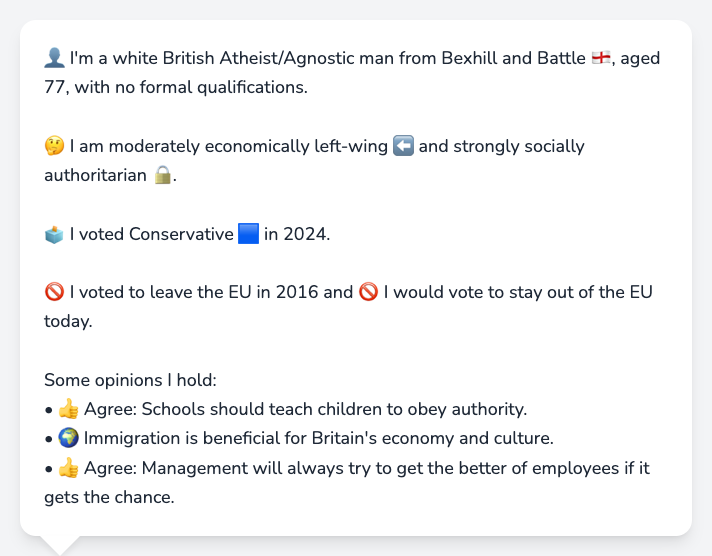 👤 I'm a white British Atheist/Agnostic man from Bexhill and Battle 🏴󠁧󠁢󠁥󠁮󠁧󠁿, aged
77, with no formal qualifications.
🤔 I am moderately economically left-wing ⬅️ and strongly socially
authoritarian 🔒.
🗳️ I voted Conservative 🟦 in 2024.
🚫 I voted to leave the EU in 2016 and 🚫 I would vote to stay out of the EU
today.
Some opinions I hold:
• 👍 Agree: Schools should teach children to obey authority.
• 🌍 Immigration is beneficial for Britain's economy and culture.
• 👍 Agree: Management will always try to get the better of employees if it
gets the chance.